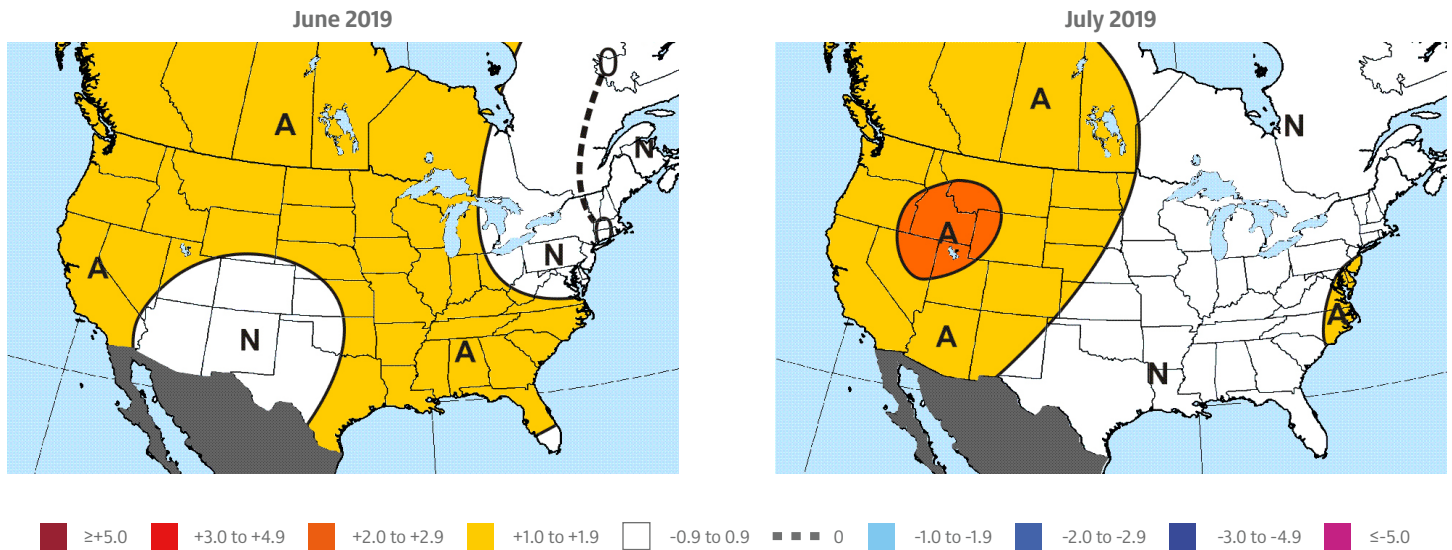 June 2019
July 2019
A
N
A
N
A
N
0
0
A
N
A
A
A
N
≥+5.0
+3.0 to +4.9
+2.0 to +2.9
+1.0 to +1.9
-0.9 to 0.9
0
-1.0 to -1.9
-2.0 to -2.9
-3.0 to -4.9
≤-5.0